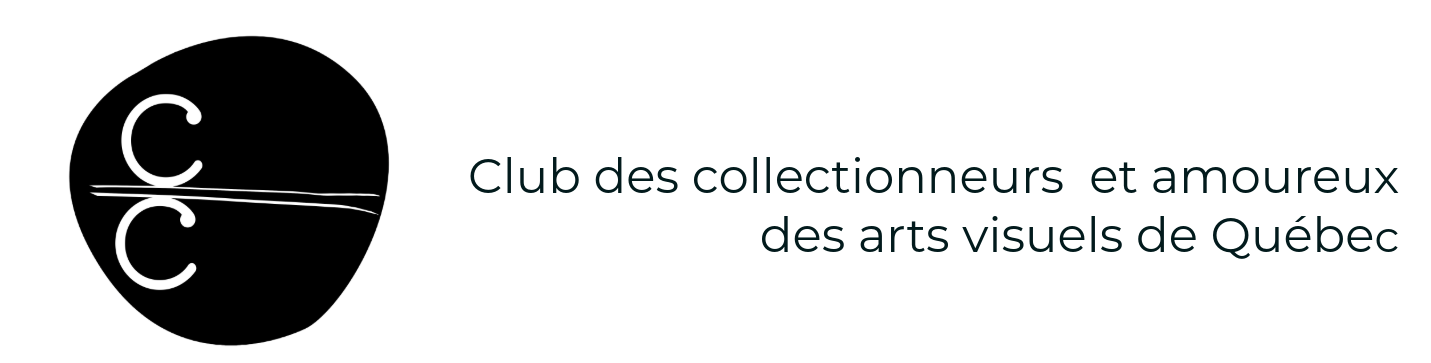 C
C
Club des collectionneurs  et amoureux
des arts visuels de Québec